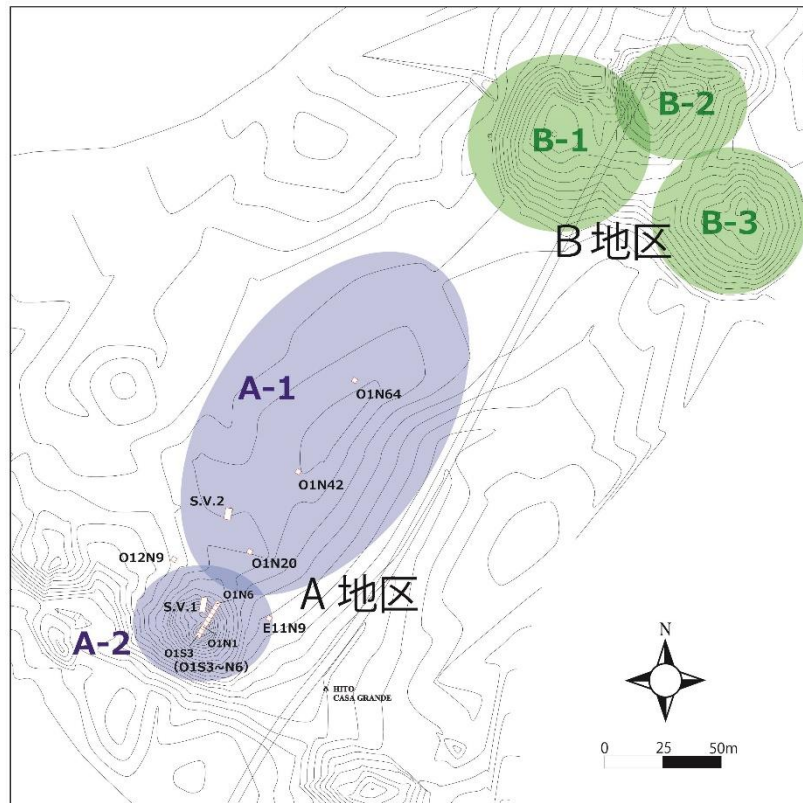 B-2
B-1
B-3
B 地区
A-1
O1N64
O1N42
S.V.2
O12N9
O1N20
O1N6
A 地区
S.V.1
E11N9
A-2
O1N1
O1S3
(O1S3~N6)
HITO
CASA GRANDE
N
0 25 50m